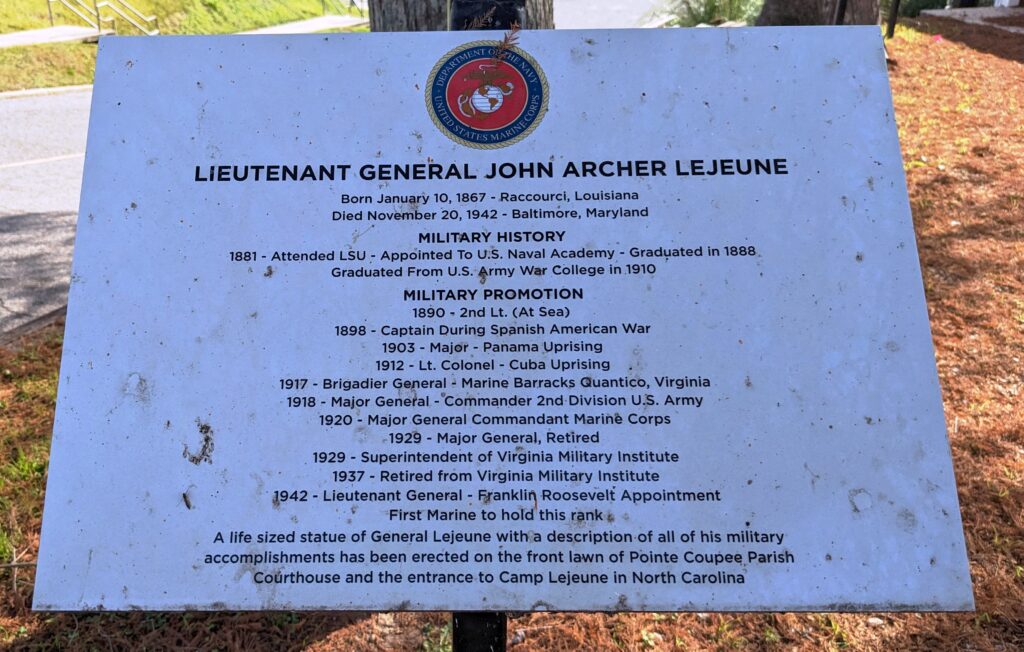 DEPARTMENT OF THE NAVY
UNITED STATES MARINE CORPS
LIEUTENANT GENERAL JOHN ARCHER LEJEUNE
Born January 10, 1867 - Raccourci, Louisiana
Died November 20, 1942 - Baltimore, Maryland
MILITARY HISTORY
1881 - Attended LSU - Appointed To U.S. Naval Academy - Graduated in 1888
Graduated From U.S. Army War College in 1910
MILITARY PROMOTION
1890 - 2nd Lt. (At Sea)
1898 - Captain During Spanish American War
1903 - Major - Panama Uprising
1912 - Lt. Colonel - Cuba Uprising
1917 - Brigadier General - Marine Barracks Quantico, Virginia
1918 - Major General - Commander 2nd Division U.S. Army
1920 - Major General Commandant Marine Corps
1929 - Major General, Retired
1929 - Superintendent of Virginia Military Institute
1937 - Retired from Virginia Military Institute
1942 - Lieutenant General - Franklin Roosevelt Appointment
First Marine to hold this rank
A life sized statue of General Lejeune with a description of all of his military
accomplishments has been erected on the front lawn of Pointe Coupee Parish
Courthouse and the entrance to Camp Lejeune in North Carolina